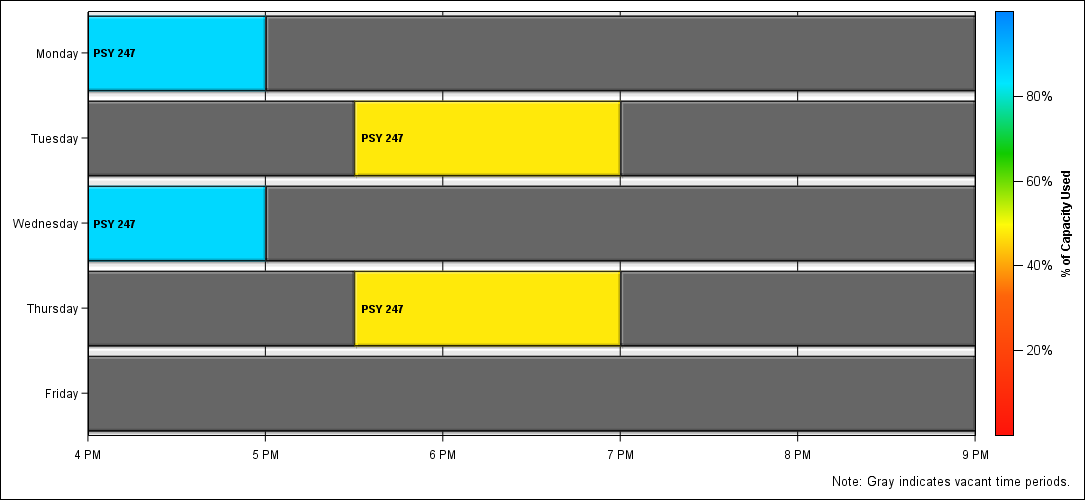 Monday
PSY 247
Tuesday
PSY 247
Wednesday
PSY 247
Thursday
PSY 247
Friday
4 PM 5 PM 6 PM 7 PM 8 PM 9 PM
80%
60%
40%
20%
% of Capacity Used
Note: Gray indicates vacant time periods.